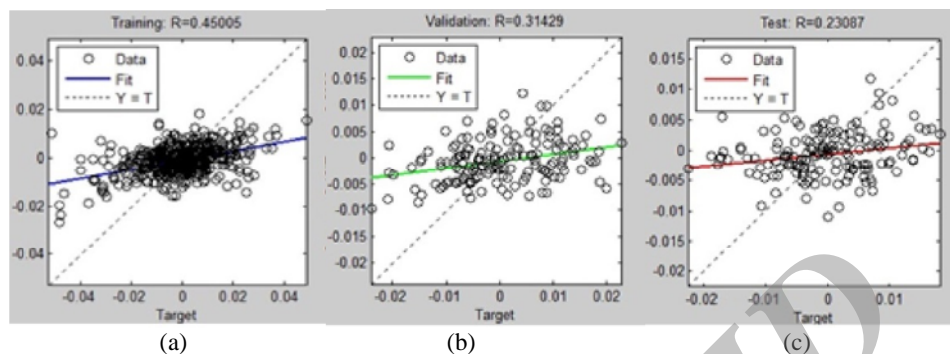 Training: R=0.45005
Data
Fit
Y = T
0.04
0.02
0
-0.02
-0.04
-0.04
-0.02
0
0.02
0.04
Target
(a)
Validation: R=0.31429
Data
Fit
Y = T
0.02
0.015
0.01
0.005
0
-0.005
-0.01
-0.015
-0.02
-0.02
-0.01
0
0.01
0.02
Target
(b)
Test: R=0.23087
Data
Fit
Y = T
0.015
0.01
0.005
0
-0.005
-0.01
-0.015
-0.02
-0.02
-0.01
0
0.01
Target
(c)